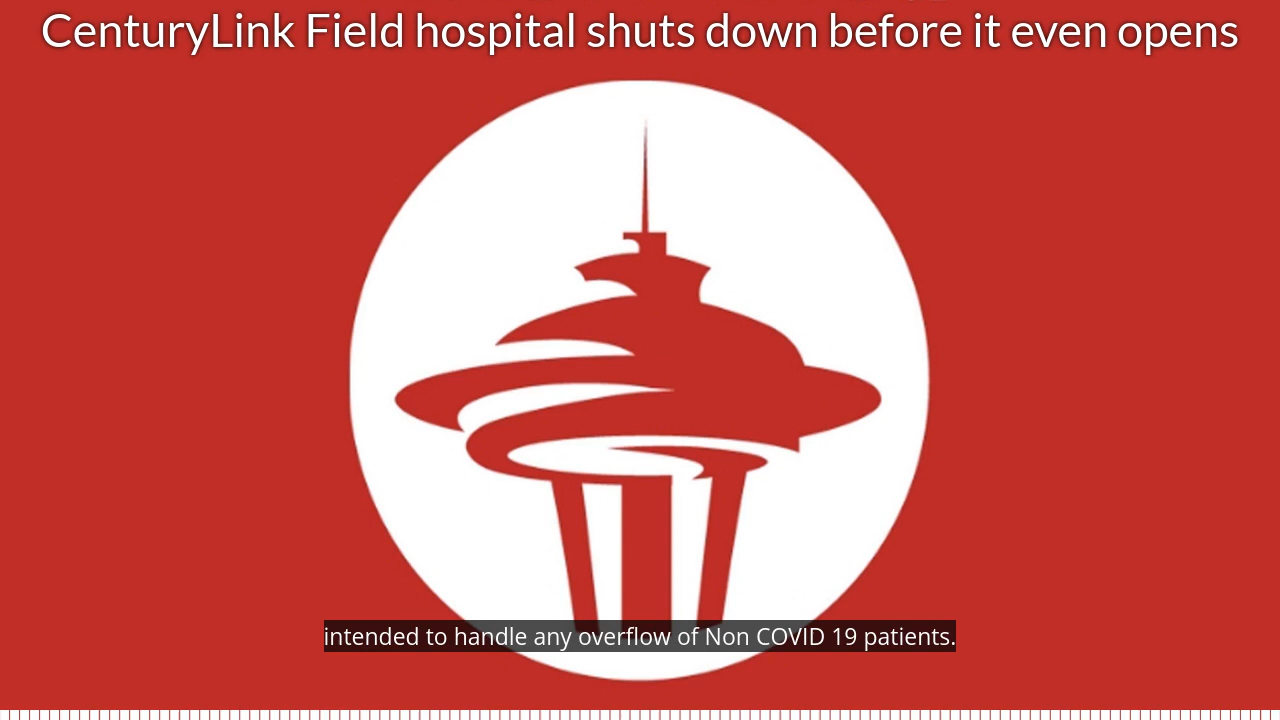 CenturyLink Field hospital shuts down before it even opens
intended to handle any overflow of Non COVID 19 patients.